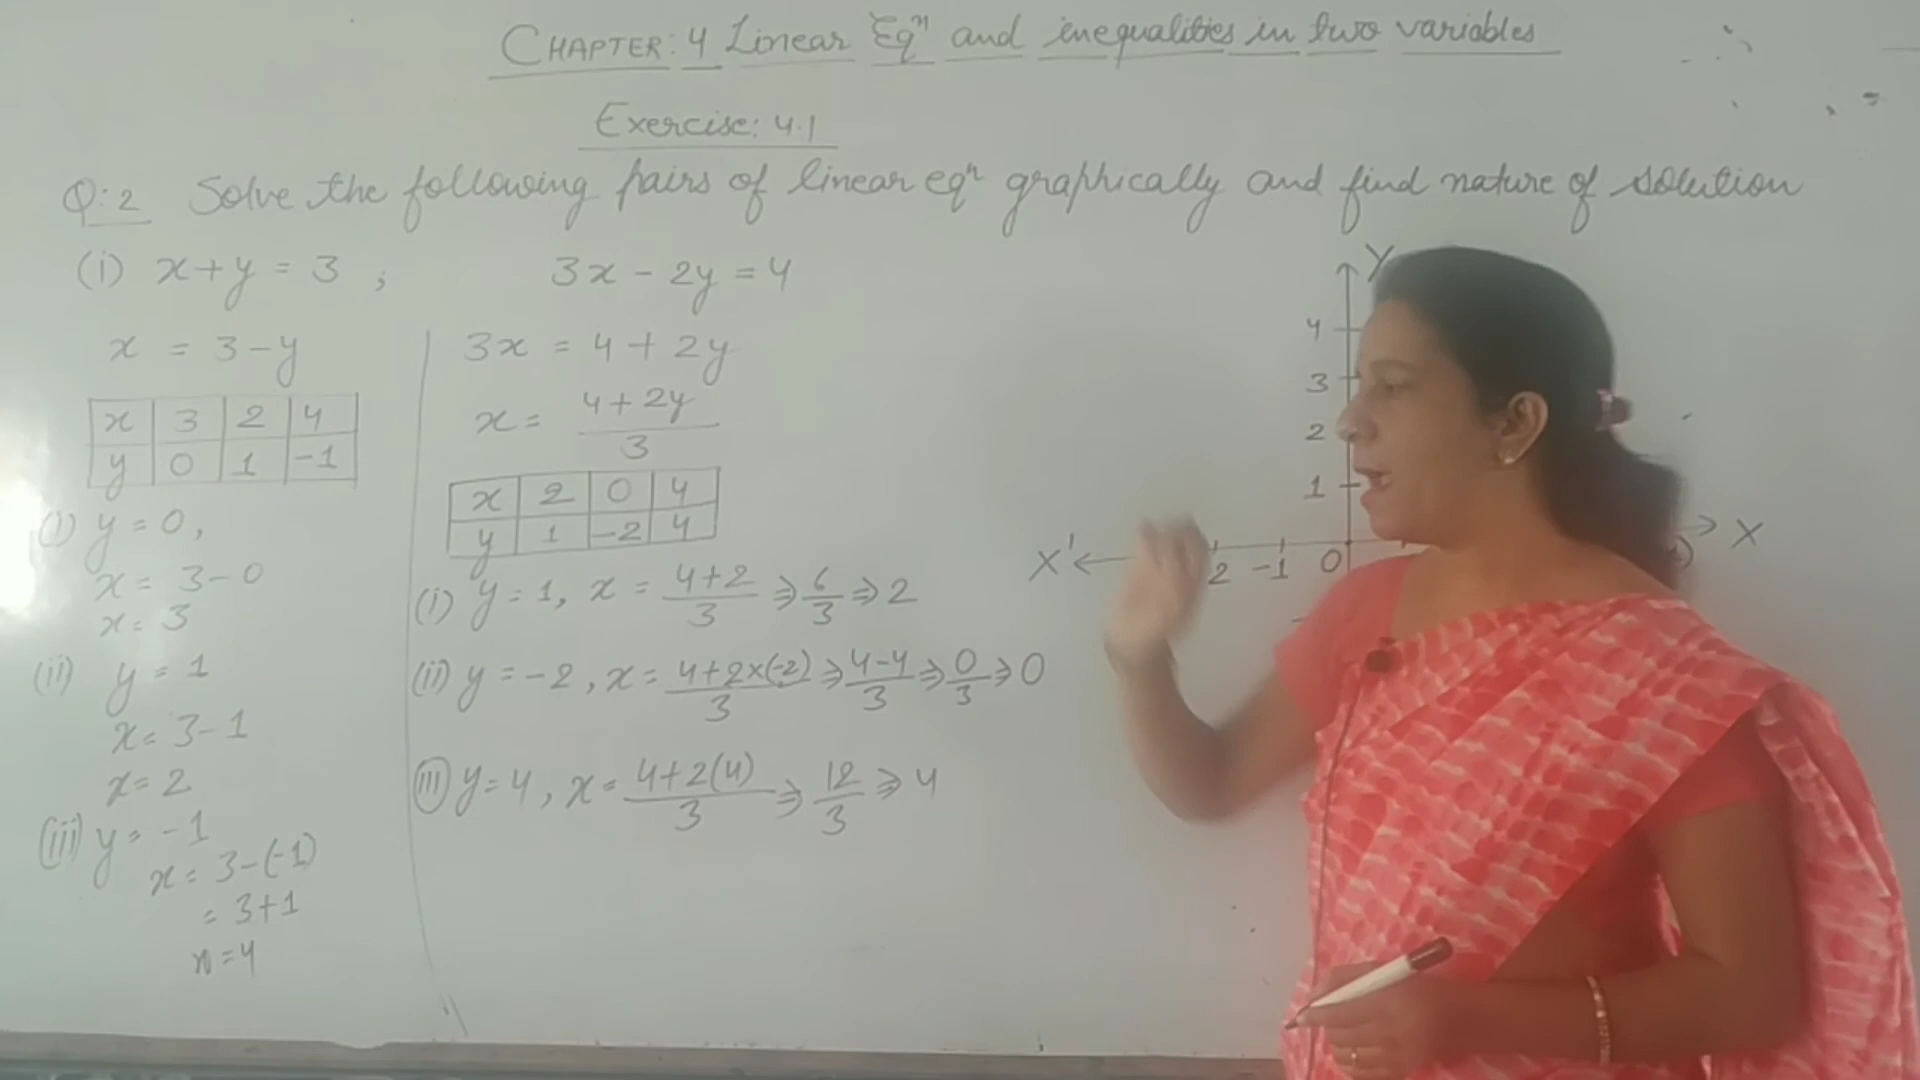 CHAPTER: 4 Linear Eqⁿ and inequalities in two variables
Exercise: 4.1
Q:2 Solve the following pairs of linear eqⁿ graphically and find nature of solution
(i) x+y = 3 ; 3x - 2y = 4
x = 3-y
x 3 2 4
y 0 1 -1
(i) y = 0,
x = 3-0
x = 3
(ii) y = 1
x = 3-1
x = 2
(iii) y = -1
x = 3-(-1)
= 3+1
x = 4
3x = 4 + 2y
x = 4+2y / 3
x 2 0 4
y 1 -2 4
(i) y = 1, x = 4+2 / 3 ⇒ 6/3 ⇒ 2
(ii) y = -2, x = 4+2×(-2) / 3 ⇒ 4-4 / 3 ⇒ 0/3 ⇒ 0
(iii) y = 4, x = 4+2(4) / 3 ⇒ 12/3 ⇒ 4
Y
4
3
2
1
X' 2 -1 0 X